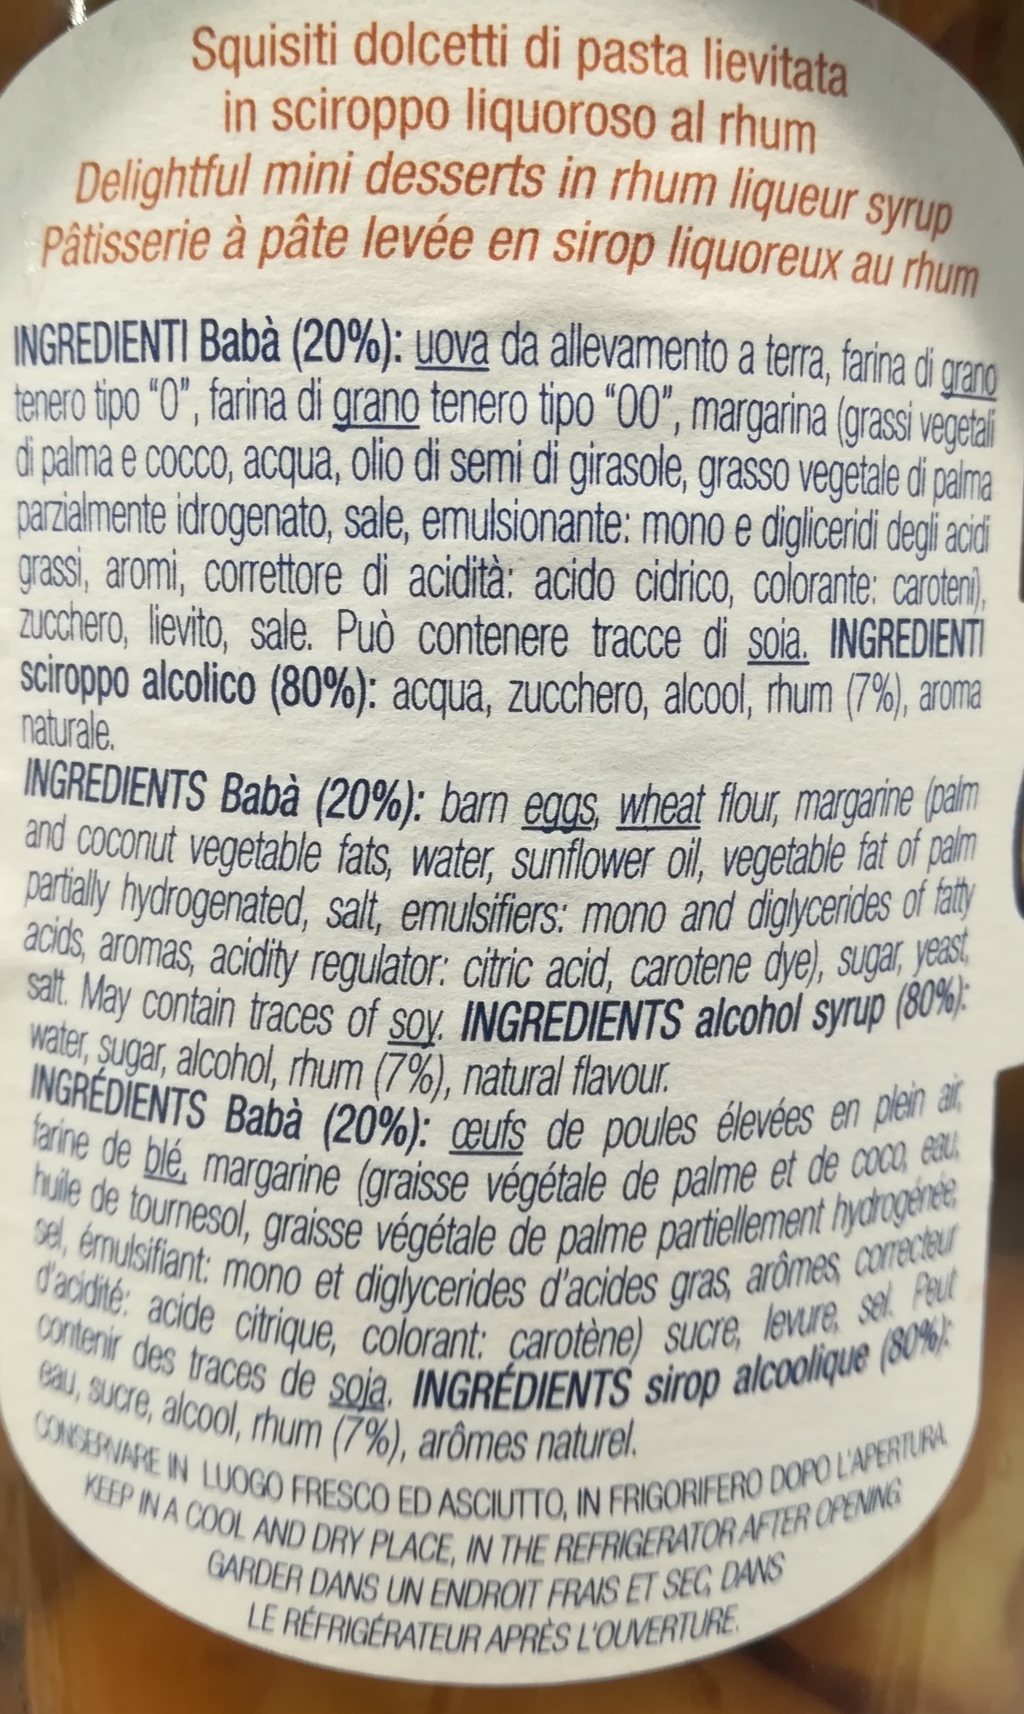 Squisiti dolcetti di pasta lievitata
in sciroppo liquoroso al rhum
Delightful mini desserts in rhum liqueur syrup
Pâtisserie à pâte levée en sirop liquoreux au rhum
INGREDIENTI Babà (20%): uova da allevamento a terra, farina di grano
tenero tipo “0”, farina di grano tenero tipo “00”, margarina (grassi vegetali
di palma e cocco, acqua, olio di semi di girasole, grasso vegetale di palma
parzialmente idrogenato, sale, emulsionante: mono e digliceridi degli acidi
grassi, aromi, correttore di acidità: acido cidrico, colorante: caroteni),
zucchero, lievito, sale. Può contenere tracce di soia. INGREDIENTI
sciroppo alcolico (80%): acqua, zucchero, alcool, rhum (7%), aroma
naturale.
INGREDIENTS Babà (20%): barn eggs, wheat flour, margarine (palm
and coconut vegetable fats, water, sunflower oil, vegetable fat of palm
partially hydrogenated, salt, emulsifiers: mono and diglycerides of fatty
acids, aromas, acidity regulator: citric acid, carotene dye), sugar, yeast,
salt. May contain traces of soy. INGREDIENTS alcohol syrup (80%):
water, sugar, alcohol, rhum (7%), natural flavour.
INGRÉDIENTS Babà (20%): œufs de poules élevées en plein air,
farine de blé, margarine (graisse végétale de palme et de coco, eau,
huile de tournesol, graisse végétale de palme partiellement hydrogénée,
sel, émulsifiant: mono et diglycerides d'acides gras, arômes, correcteur
d'acidité: acide citrique, colorant: carotène) sucre, levure, sel. Peut
contenir des traces de soja. INGRÉDIENTS sirop alcoolique (80%):
eau, sucre, alcool, rhum (7%), arômes naturel.
CONSERVARE IN LUOGO FRESCO ED ASCIUTTO, IN FRIGORIFERO DOPO L'APERTURA.
KEEP IN A COOL AND DRY PLACE, IN THE REFRIGERATOR AFTER OPENING
GARDER DANS UN ENDROIT FRAIS ET SEC, DANS
LE RÉFRIGÉRATEUR APRÈS L'OUVERTURE.